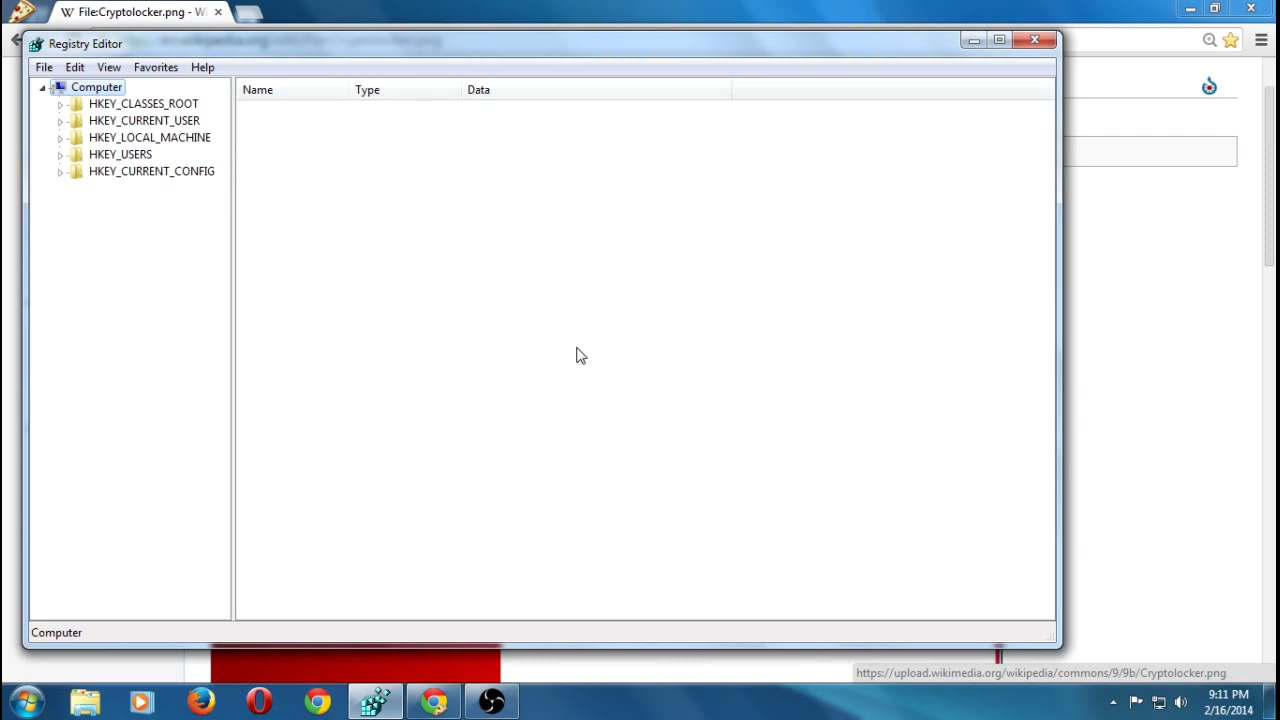 File:Cryptolocker.png - Wi
Registry Editor
File Edit View Favorites Help
Computer
HKEY_CLASSES_ROOT
HKEY_CURRENT_USER
HKEY_LOCAL_MACHINE
HKEY_USERS
HKEY_CURRENT_CONFIG
Name Type Data
Computer
https://upload.wikimedia.org/wikipedia/commons/9/9b/Cryptolocker.png
9:11 PM
2/16/2014